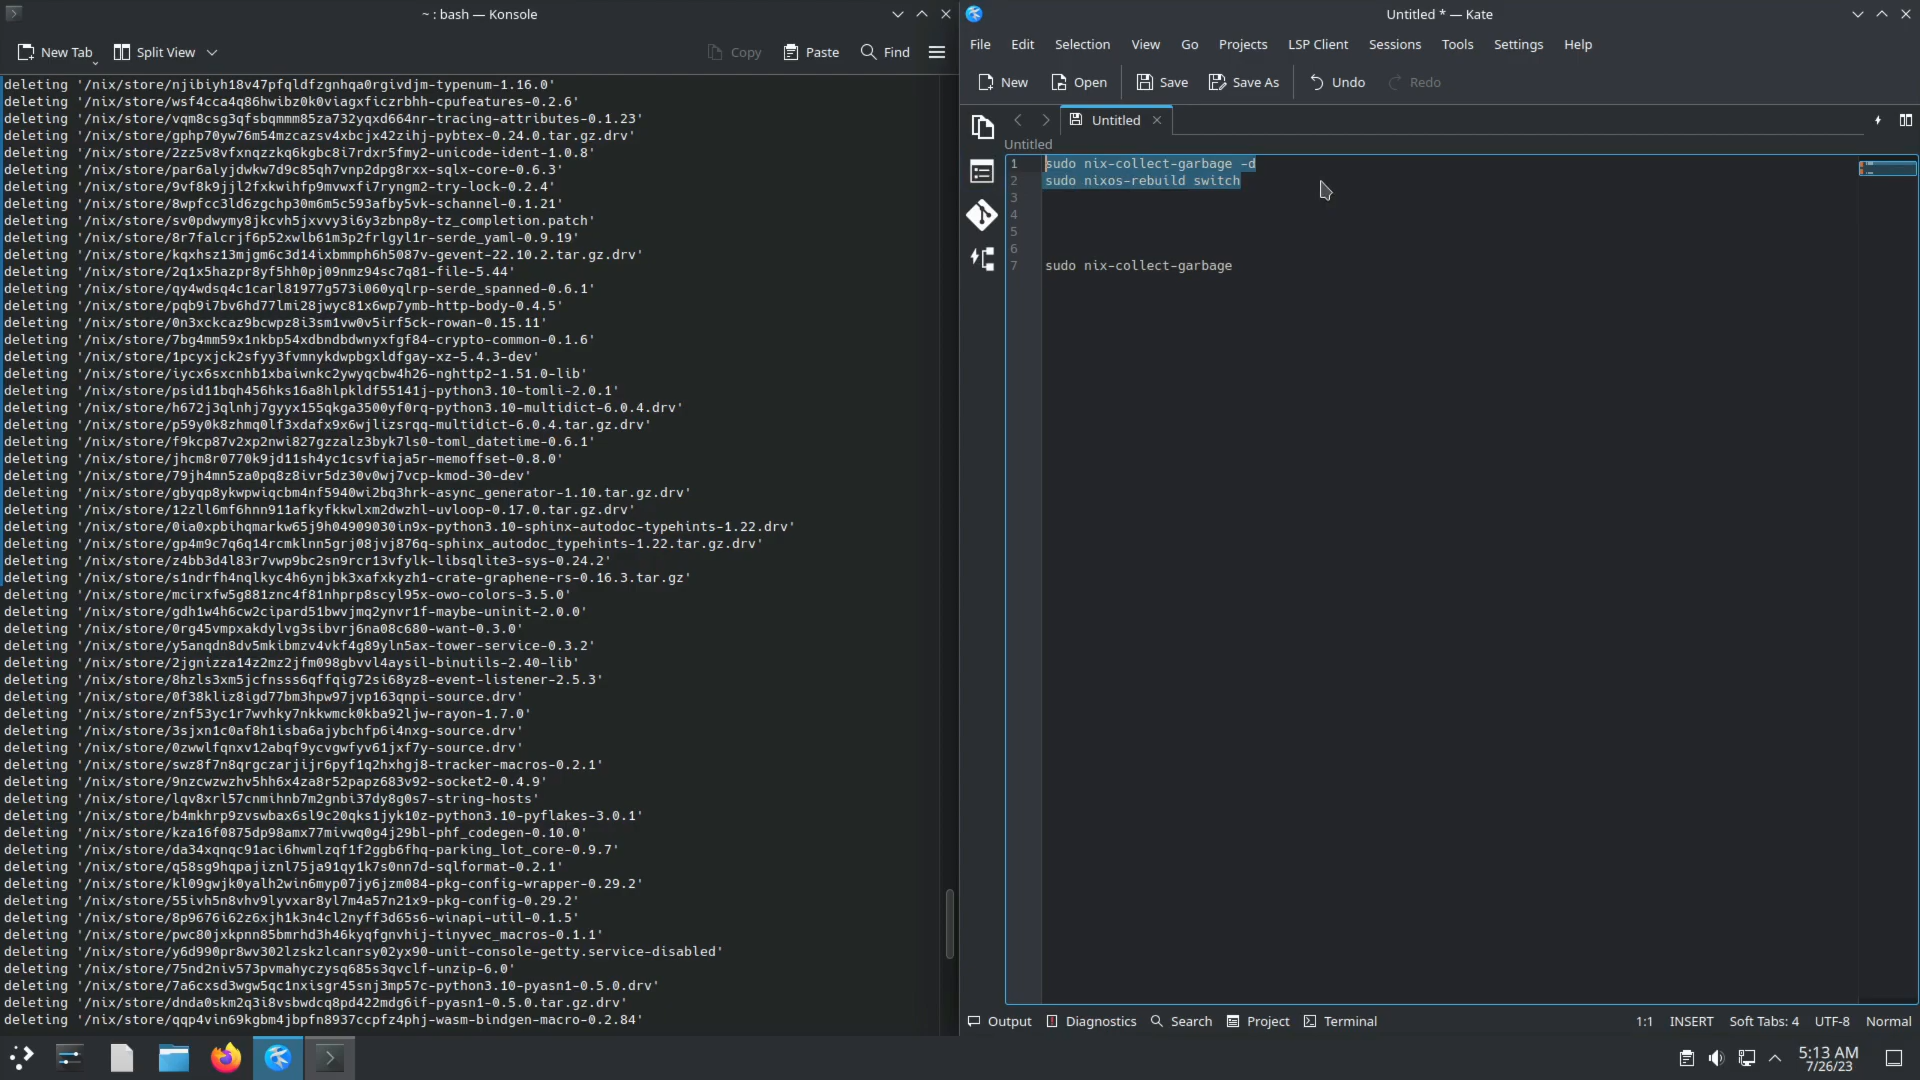 ~ : bash — Konsole
New Tab
Split View
Copy
Paste
Find
deleting '/nix/store/njibiyh18v47pfqldfzgnhqa0rgivdjm-typenum-1.16.0'
deleting '/nix/store/wsf4cca4q86hwibz0k0viagxficzrbhh-cpufeatures-0.2.6'
deleting '/nix/store/vqm8csg3qfsbqmmm85za732yqxd664nr-tracing-attributes-0.1.23'
deleting '/nix/store/gphp70yw76m54mzcazsv4xbcjx42zihj-pybtex-0.24.0.tar.gz.drv'
deleting '/nix/store/2zz5v8vfxnqzzkq6kgbc8i7rdxr5fmy2-unicode-ident-1.0.8'
deleting '/nix/store/par6alyjdwkw7d9c85qh7vnp2dpg8rxx-sqlx-core-0.6.3'
deleting '/nix/store/9vf8k9jjl2fxkwihfp9mvwxfi7ryngm2-try-lock-0.2.4'
deleting '/nix/store/8wpfcc3ld6zgchp30m6m5c593afby5vk-schannel-0.1.21'
deleting '/nix/store/sv0pdwymy8jkcvh5jxvvy3i6y3zbnp8y-tz_completion.patch'
deleting '/nix/store/8r7falcrjf6p52xwlb61m3p2frlgyl1r-serde_yaml-0.9.19'
deleting '/nix/store/kqxhsz13mjgm6c3d14ixbmmph6h5087v-gevent-22.10.2.tar.gz.drv'
deleting '/nix/store/2q1x5hazpr8yf5hh0pj09nmz94sc7q81-file-5.44'
deleting '/nix/store/qy4wdsq4c1carl81977g573i060yqlrp-serde_spanned-0.6.1'
deleting '/nix/store/pqb9i7bv6hd77lmi28jwyc81x6wp7ymb-http-body-0.4.5'
deleting '/nix/store/0n3xckcaz9bcwpz8i3sm1vw0v5irf5ck-rowan-0.15.11'
deleting '/nix/store/7bg4mm59x1nkbp54xdbndbdwnyxfgf84-crypto-common-0.1.6'
deleting '/nix/store/1pcyxjck2sfyy3fvmnykdwpbgxldfgay-xz-5.4.3-dev'
deleting '/nix/store/iycx6sxcnhb1xbaiwnkc2ywyqcbw4h26-nghttp2-1.51.0-lib'
deleting '/nix/store/psid11bqh456hks16a8hlpkldf55141j-python3.10-tomli-2.0.1'
deleting '/nix/store/h672j3qlnhj7gyyx155qkga3500yf0rq-python3.10-multidict-6.0.4.drv'
deleting '/nix/store/p59y0k8zhmq0lf3xdafx9x6wjlizsrqq-multidict-6.0.4.tar.gz.drv'
deleting '/nix/store/f9kcp87v2xp2nwi827gzzalz3byk7ls0-toml_datetime-0.6.1'
deleting '/nix/store/jhcm8r0770k9jd11sh4yc1csvfiaja5r-memoffset-0.8.0'
deleting '/nix/store/79jh4mn5za0pq8z8ivr5dz30v0wj7vcp-kmod-30-dev'
deleting '/nix/store/gbyqp8ykwpwiqcbm4nf5940wi2bq3hrk-async_generator-1.10.tar.gz.drv'
deleting '/nix/store/12zll6mf6hnn911afkyfkkwlxm2dwzhl-uvloop-0.17.0.tar.gz.drv'
deleting '/nix/store/0ia0xpbihqmarkw65j9h04909030in9x-python3.10-sphinx-autodoc-typehints-1.22.drv'
deleting '/nix/store/gp4m9c7q6q14rcmklnn5grj08jvj876q-sphinx_autodoc_typehints-1.22.tar.gz.drv'
deleting '/nix/store/z4bb3d4l83r7vwp9bc2sn9rcr13vfylk-libsqlite3-sys-0.24.2'
deleting '/nix/store/s1ndrfh4nqlkyc4h6ynjbk3xafxkyzh1-crate-graphene-rs-0.16.3.tar.gz'
deleting '/nix/store/mcirxfw5g881znc4f81nhprp8scyl95x-owo-colors-3.5.0'
deleting '/nix/store/gdh1w4h6cw2cipard51bwvjmq2ynvr1f-maybe-uninit-2.0.0'
deleting '/nix/store/0rg45vmpxakdylvg3sibvrj6na08c680-want-0.3.0'
deleting '/nix/store/y5anqdn8dv5mkibmzv4vkf4g89yln5ax-tower-service-0.3.2'
deleting '/nix/store/2jgnizza14z2mz2jfm098gbvvl4aysil-binutils-2.40-lib'
deleting '/nix/store/8hzls3xm5jcfnsss6qffqig72si68yz8-event-listener-2.5.3'
deleting '/nix/store/0f38kliz8igd77bm3hpw97jvp163qnpi-source.drv'
deleting '/nix/store/znf53yc1r7wvhky7nkkwmck0kba92ljw-rayon-1.7.0'
deleting '/nix/store/3sjxn1c0af8h1isba6ajybchfp6i4nxg-source.drv'
deleting '/nix/store/0zwwlfqnxv12abqf9ycvgwfyv61jxf7y-source.drv'
deleting '/nix/store/swz8f7n8qrgczarjijr6pyf1q2hxhgj8-tracker-macros-0.2.1'
deleting '/nix/store/9nzcwzwzhv5hh6x4za8r52papz683v92-socket2-0.4.9'
deleting '/nix/store/lqv8xrl57cnmihnb7m2gnbi37dy8g0s7-string-hosts'
deleting '/nix/store/b4mkhrp9zvswbax6sl9c20qks1jyk10z-python3.10-pyflakes-3.0.1'
deleting '/nix/store/kza16f0875dp98amx77mivwq0g4j29bl-phf_codegen-0.10.0'
deleting '/nix/store/da34xqnqc91aci6hwmlzqf1f2ggb6fhq-parking_lot_core-0.9.7'
deleting '/nix/store/q58sg9hqpajiznl75ja91qy1k7s0nn7d-sqlformat-0.2.1'
deleting '/nix/store/kl09gwjk0yalh2win6myp07jy6jzm084-pkg-config-wrapper-0.29.2'
deleting '/nix/store/55ivh5n8vhv9lyvxar8yl7m4a57n21x9-pkg-config-0.29.2'
deleting '/nix/store/8p9676i62z6xjh1k3n4cl2nyff3d65s6-winapi-util-0.1.5'
deleting '/nix/store/pwc80jxkpnn85bmrhd3h46kyqfgnvhij-tinyvec_macros-0.1.1'
deleting '/nix/store/y6d990pr8wv302lzskzlcanrsy02yx90-unit-console-getty.service-disabled'
deleting '/nix/store/75nd2niv573pvmahyczysq685s3qvclf-unzip-6.0'
deleting '/nix/store/7a6cxsd3wgw5qc1nxisgr45snj3mp57c-python3.10-pyasn1-0.5.0.drv'
deleting '/nix/store/dnda0skm2q3i8vsbwdcq8pd422mdg6if-pyasn1-0.5.0.tar.gz.drv'
deleting '/nix/store/qqp4vin69kgbm4jbpfn8937ccpfz4phj-wasm-bindgen-macro-0.2.84'
Untitled * — Kate
File Edit Selection View Go Projects LSP Client Sessions Tools Settings Help
New Open Save Save As Undo Redo
Untitled
Untitled
1 sudo nix-collect-garbage -d
2 sudo nixos-rebuild switch
3
4
5
6
7 sudo nix-collect-garbage
Output Diagnostics Search Project Terminal
1:1 INSERT Soft Tabs: 4 UTF-8 Normal
5:13 AM
7/26/23